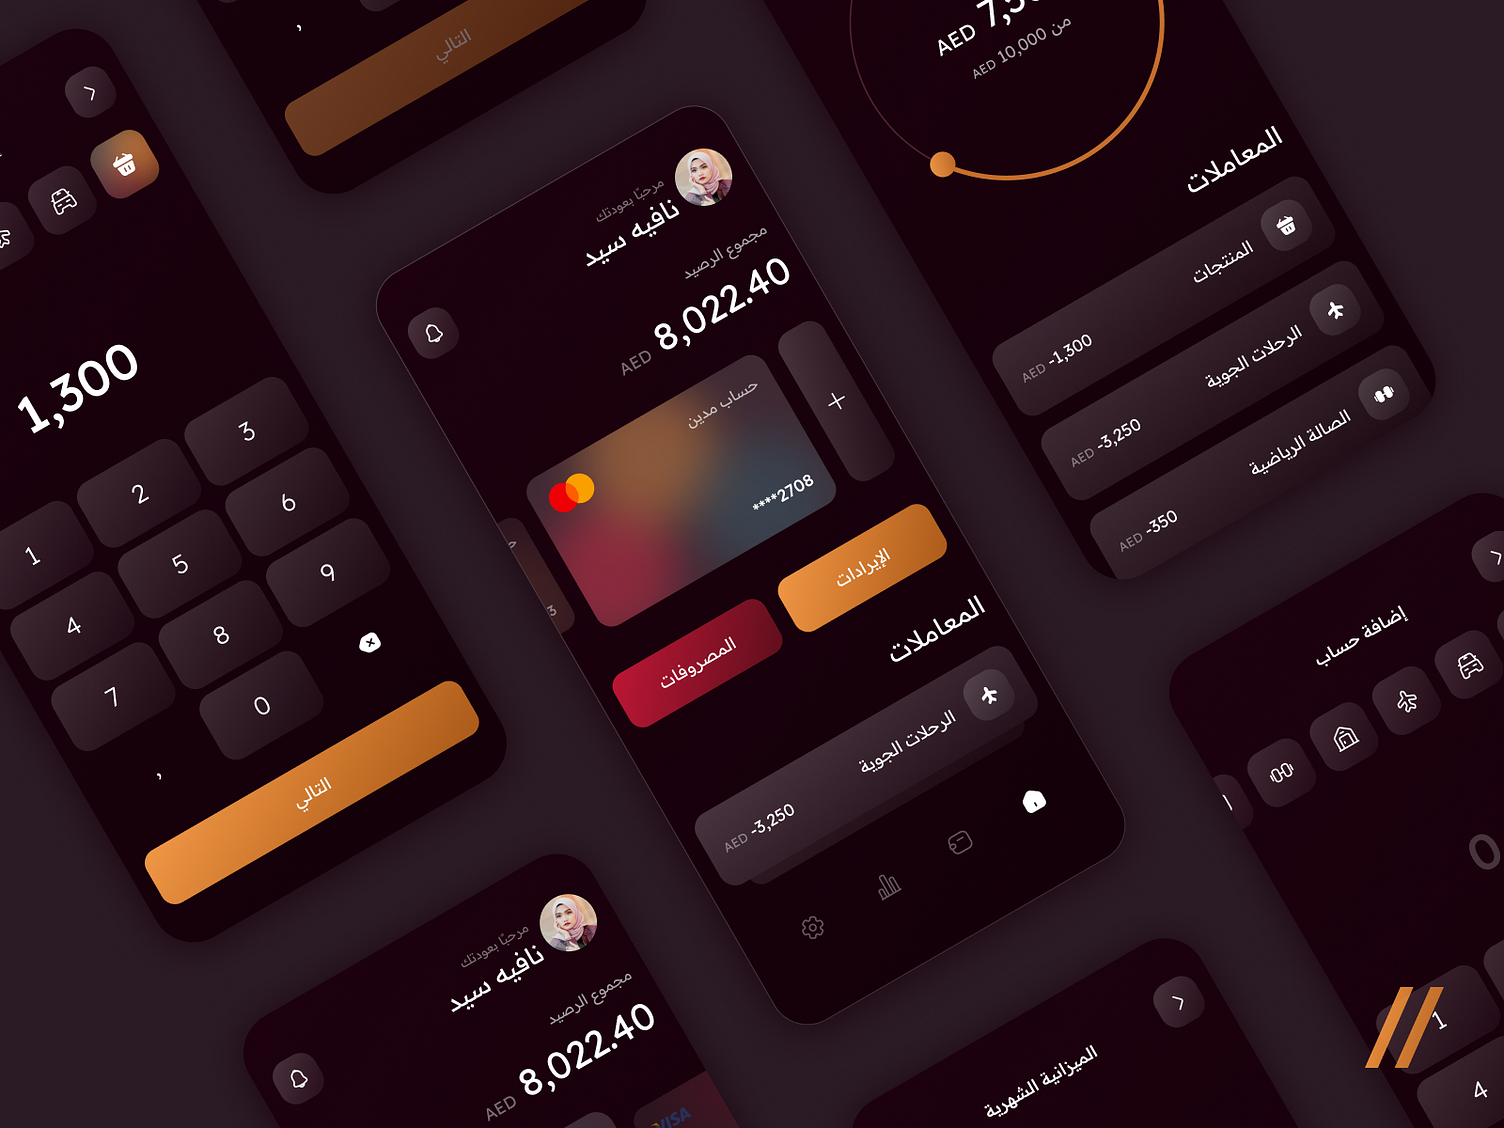 التالي
,
1,300
1
2
3
4
5
6
7
8
9
0
,
التالي
مرحبًا بعودتك
نافيه سيد
مجموع الرصيد
8,022.40 AED
حساب مدين
****2708
3
الإيرادات
المصروفات
المعاملات
الرحلات الجوية
AED -3,250
AED
من 10,000 AED
المعاملات
المنتجات
AED -1,300
الرحلات الجوية
AED -3,250
الصالة الرياضية
AED -350
إضافة حساب
0
1
4
مرحبًا بعودتك
نافيه سيد
مجموع الرصيد
8,022.40 AED
VISA
الميزانية الشهرية